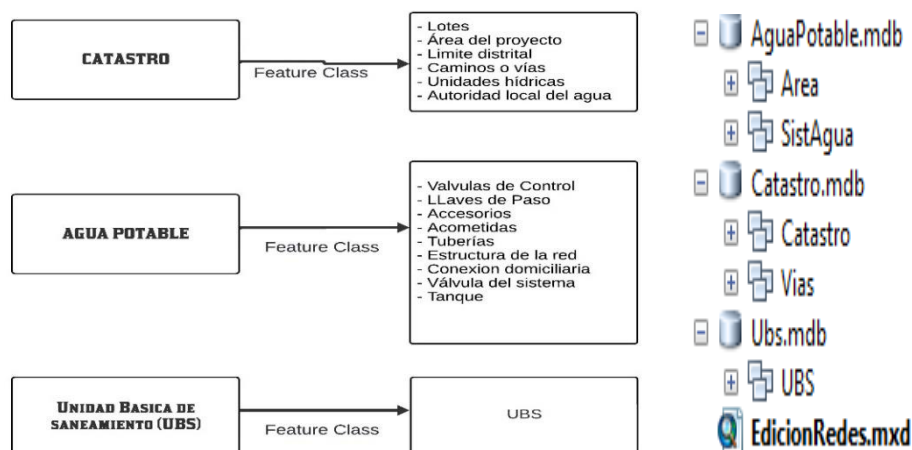 CATASTRO
Feature Class
- Lotes
- Área del proyecto
- Limite distrital
- Caminos o vías
- Unidades hídricas
- Autoridad local del agua
AGUA POTABLE
Feature Class
- Valvulas de Control
- LLaves de Paso
- Accesorios
- Acometidas
- Tuberías
- Estructura de la red
- Conexion domiciliaria
- Válvula del sistema
- Tanque
UNIDAD BASICA DE
SANEAMIENTO (UBS)
Feature Class
UBS
AguaPotable.mdb
Area
SistAgua
Catastro.mdb
Catastro
Vias
Ubs.mdb
UBS
EdicionRedes.mxd